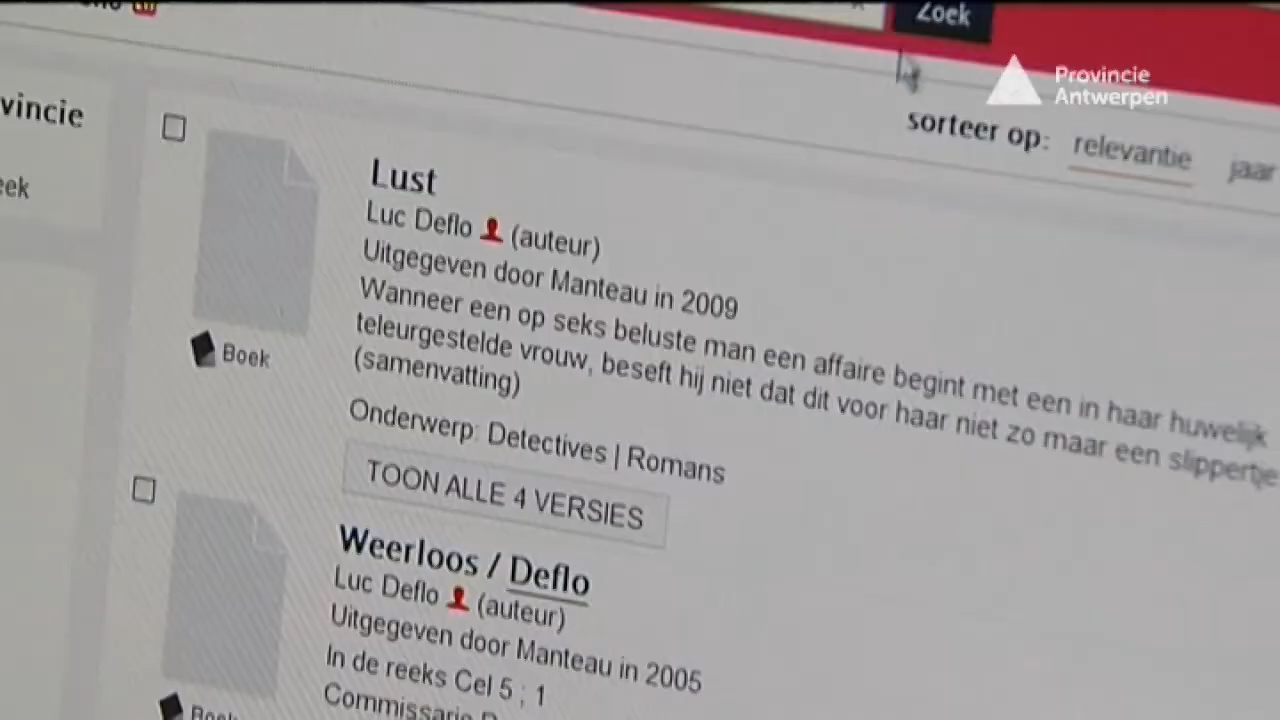 Zoek
Provincie
Antwerpen
vincie
eek
sorteer op: relevantie jaar
Lust
Luc Deflo (auteur)
Uitgegeven door Manteau in 2009
Wanneer een op seks beluste man een affaire begint met een in haar huwelijk
teleurgestelde vrouw, beseft hij niet dat dit voor haar niet zo maar een slippertje
(samenvatting)
Boek
Onderwerp: Detectives | Romans
TOON ALLE 4 VERSIES
Weerloos / Deflo
Luc Deflo (auteur)
Uitgegeven door Manteau in 2005
In de reeks Cel 5 ; 1
Boek
Commissaris